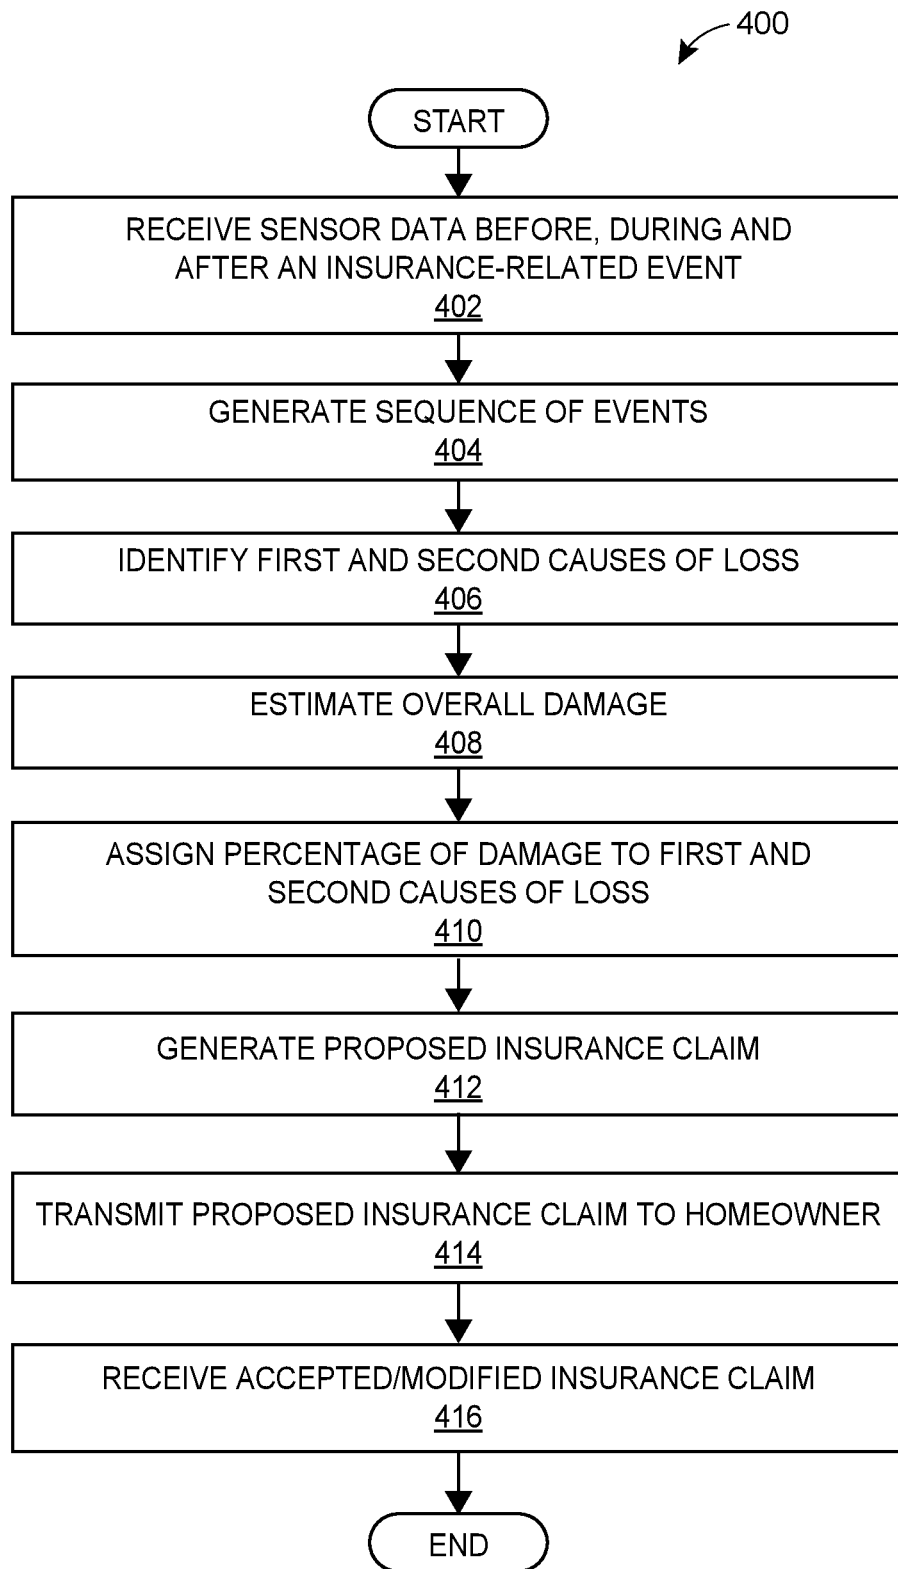 400
START
RECEIVE SENSOR DATA BEFORE, DURING AND
AFTER AN INSURANCE-RELATED EVENT
402
GENERATE SEQUENCE OF EVENTS
404
IDENTIFY FIRST AND SECOND CAUSES OF LOSS
406
ESTIMATE OVERALL DAMAGE
408
ASSIGN PERCENTAGE OF DAMAGE TO FIRST AND
SECOND CAUSES OF LOSS
410
GENERATE PROPOSED INSURANCE CLAIM
412
TRANSMIT PROPOSED INSURANCE CLAIM TO HOMEOWNER
414
RECEIVE ACCEPTED/MODIFIED INSURANCE CLAIM
416
END